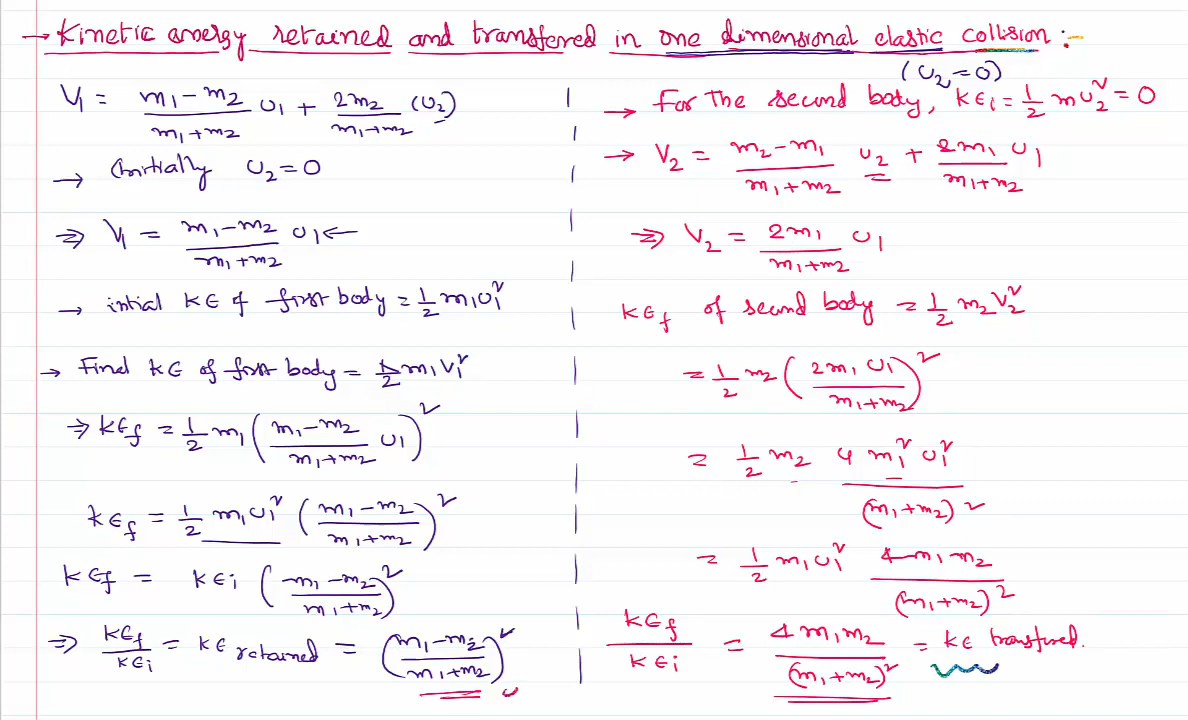 → Kinetic energy retained and transfered in one dimensional elastic collision :-
(U₂=0)
V₁ = (m₁-m₂)/(m₁+m₂) U₁ + 2m₂/(m₁+m₂) (U₂)
→ Initially U₂=0
⇒ V₁ = (m₁-m₂)/(m₁+m₂) U₁ ←
→ intial KE of first body = 1/2 m₁U₁²
→ Final KE of first body = 1/2 m₁V₁²
⇒ KEf = 1/2 m₁ ((m₁-m₂)/(m₁+m₂) U₁)²
KEf = 1/2 m₁U₁² ((m₁-m₂)/(m₁+m₂))²
KEf = KEi ((m₁-m₂)/(m₁+m₂))²
⇒ KEf/KEi = KE retained = ((m₁-m₂)/(m₁+m₂))²
→ For The second body, KEi = 1/2 mU₂² = 0
→ V₂ = (m₂-m₁)/(m₁+m₂) U₂ + 2m₁U₁/(m₁+m₂)
⇒ V₂ = 2m₁/(m₁+m₂) U₁
KEf of second body = 1/2 m₂V₂²
= 1/2 m₂ (2m₁U₁/(m₁+m₂))²
= 1/2 m₂ 4m₁²U₁²/(m₁+m₂)²
= 1/2 m₁U₁² 4m₁m₂/(m₁+m₂)²
KEf/KEi = 4m₁m₂/(m₁+m₂)² = KE transfered.